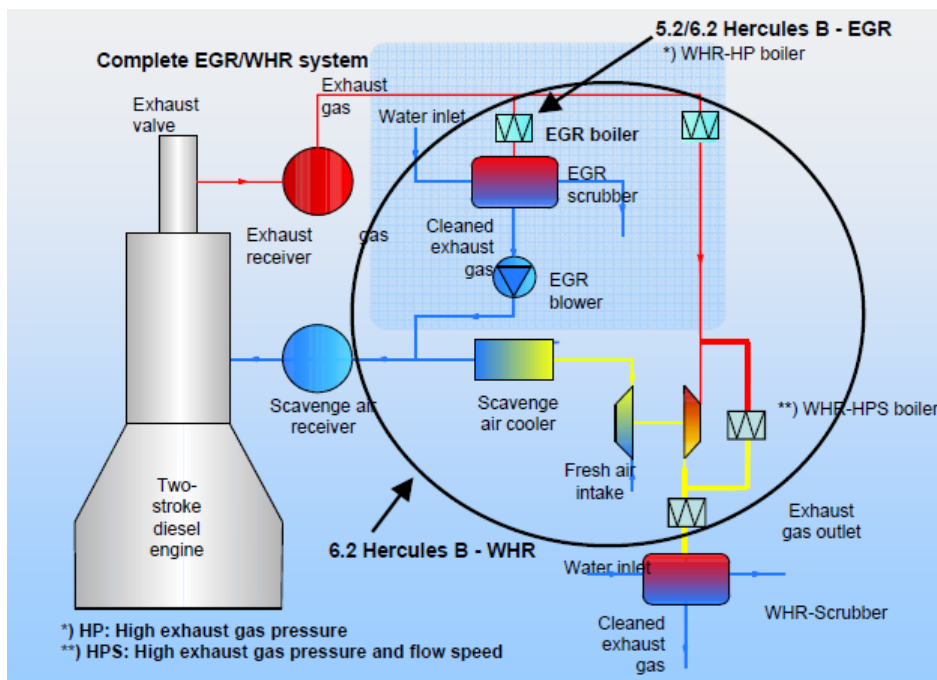 5.2/6.2 Hercules B - EGR
*) WHR-HP boiler
Complete EGR/WHR system
Exhaust
valve
Exhaust
gas
Water inlet
EGR boiler
EGR
scrubber
Cleaned
exhaust
gas
EGR
blower
Exhaust gas
receiver
Scavenge air
receiver
Scavenge
air cooler
**) WHR-HPS boiler
Fresh air
intake
Two-
stroke
diesel
engine
6.2 Hercules B - WHR
Exhaust
gas outlet
Water inlet
WHR-Scrubber
Cleaned
exhaust
gas
*) HP: High exhaust gas pressure
**) HPS: High exhaust gas pressure and flow speed